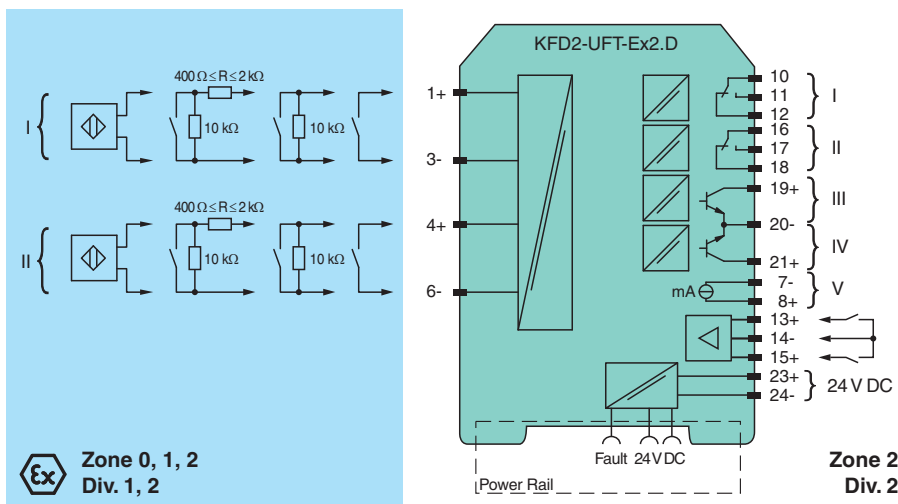 KFD2-UFT-Ex2.D
400 Ω ≤ R ≤ 2 kΩ
I
10 kΩ
10 kΩ
400 Ω ≤ R ≤ 2 kΩ
II
10 kΩ
10 kΩ
1+
3-
4+
6-
10
11
12
I
16
17
18
II
19+
III
20-
IV
21+
7-
mA
8+
V
13+
14-
15+
23+
24-
24 V DC
Fault 24 V DC
Power Rail
Ex
Zone 0, 1, 2
Div. 1, 2
Zone 2
Div. 2